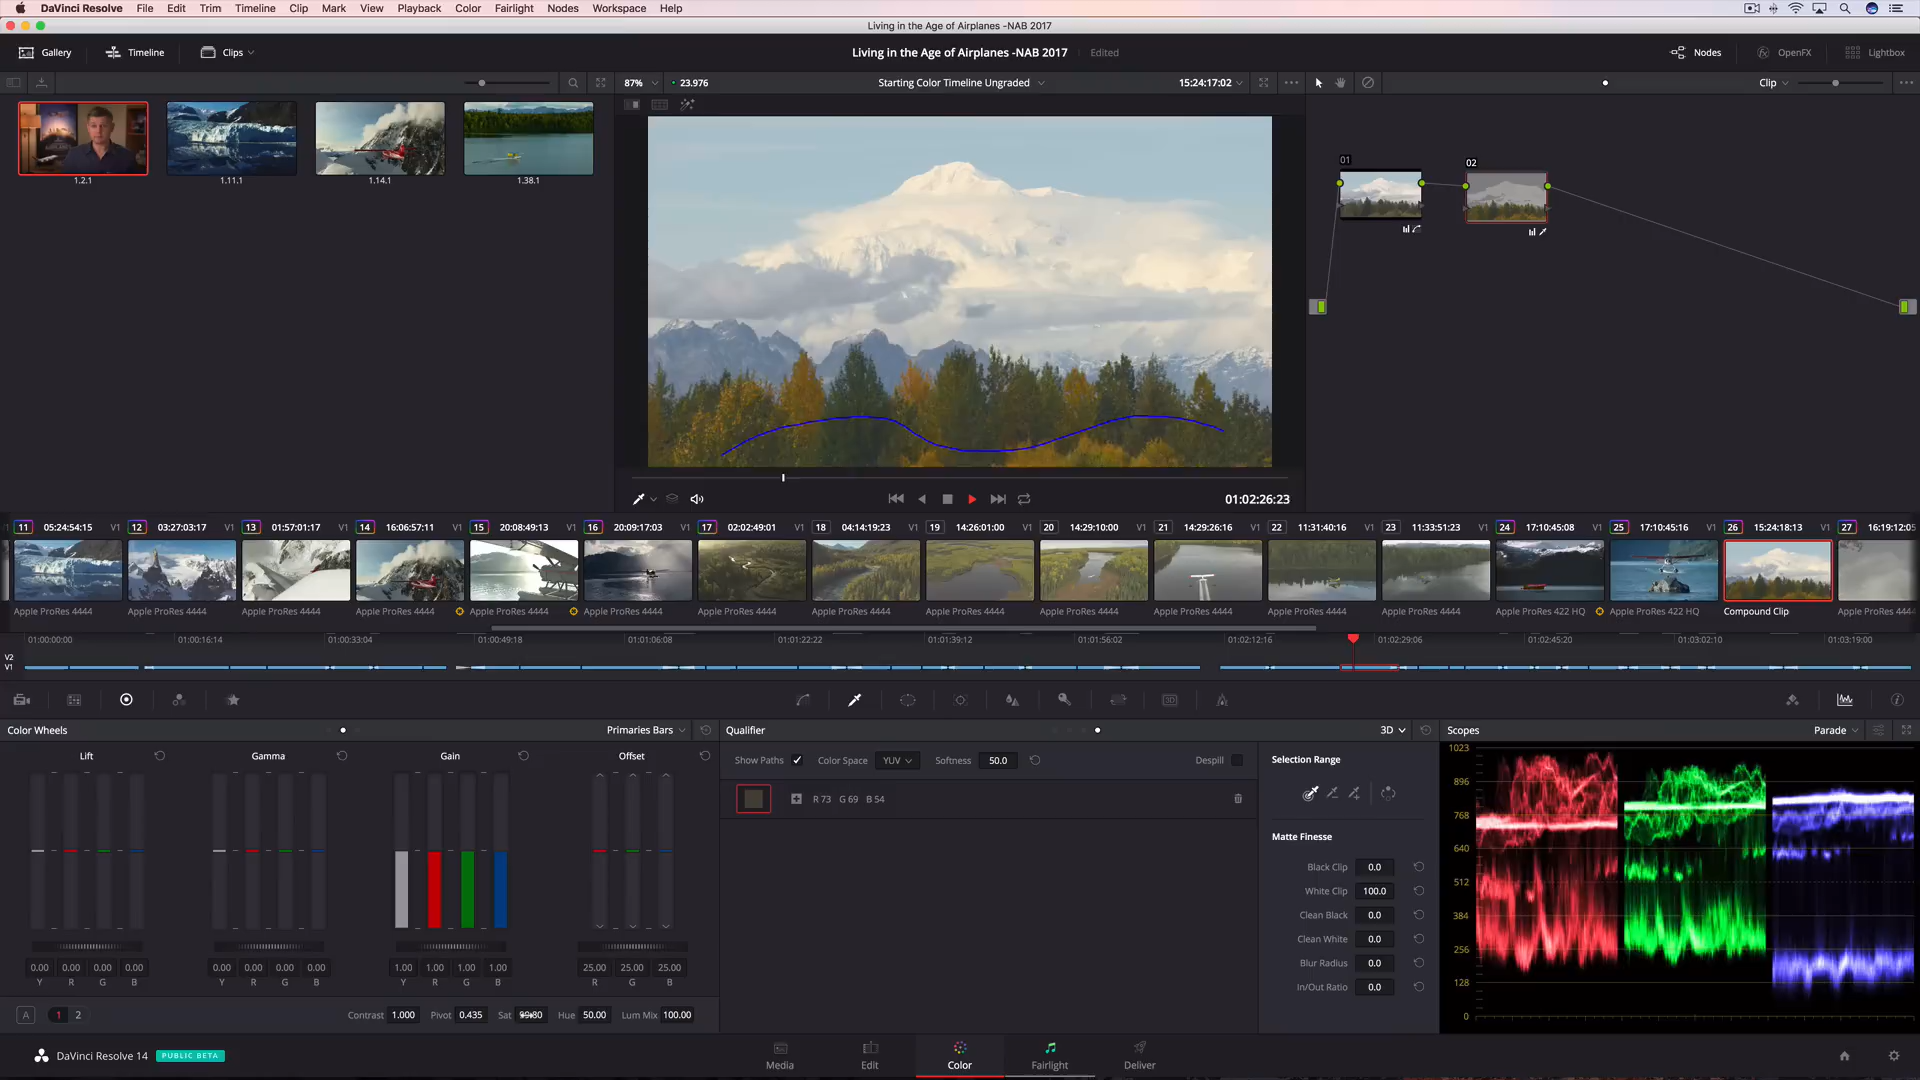 DaVinci Resolve File Edit Trim Timeline Clip Mark View Playback Color Fairlight Nodes Workspace Help
Living in the Age of Airplanes -NAB 2017
Gallery Timeline Clips Living in the Age of Airplanes -NAB 2017 Edited Nodes OpenFX Lightbox
87% 23.976 Starting Color Timeline Ungraded 15:24:17:02 Clip
1.2.1 1.11.1 1.14.1 1.38.1
01 02
01:02:26:23
11 05:24:54:15 V1 12 03:27:03:17 V1 13 01:57:01:17 V1 14 16:06:57:11 V1 15 20:08:49:13 V1 16 20:09:17:03 V1 17 02:02:49:01 V1 18 04:14:19:23 V1 19 14:26:01:00 V1 20 14:29:10:00 V1 21 14:29:26:16 V1 22 11:31:40:16 V1 23 11:33:51:23 V1 24 17:10:45:08 V1 25 17:10:45:16 V1 26 15:24:18:13 V1 27 16:19:12:05
Apple ProRes 4444 Apple ProRes 4444 Apple ProRes 4444 Apple ProRes 4444 Apple ProRes 4444 Apple ProRes 4444 Apple ProRes 4444 Apple ProRes 4444 Apple ProRes 4444 Apple ProRes 4444 Apple ProRes 4444 Apple ProRes 4444 Apple ProRes 4444 Apple ProRes 422 HQ Apple ProRes 422 HQ Compound Clip Apple ProRes 4444
01:00:00:00 01:00:16:14 01:00:33:04 01:00:49:18 01:01:06:08 01:01:22:22 01:01:39:12 01:01:56:02 01:02:12:16 01:02:29:06 01:02:45:20 01:03:02:10 01:03:19:00
V2
V1
Color Wheels Primaries Bars Qualifier 3D Scopes Parade
Lift Gamma Gain Offset
0.00 0.00 0.00 0.00 0.00 0.00 0.00 0.00 1.00 1.00 1.00 1.00 25.00 25.00 25.00
Y R G B Y R G B Y R G B R G B
A 1 2 Contrast 1.000 Pivot 0.435 Sat Hue 50.00 Lum Mix 100.00
Show Paths Color Space YUV Softness 50.0 Despill
R 73 G 69 B 54
Selection Range
Matte Finesse
Black Clip 0.0
White Clip 100.0
Clean Black 0.0
Clean White 0.0
Blur Radius 0.0
In/Out Ratio 0.0
1023
896
768
640
512
384
256
128
0
DaVinci Resolve 14 PUBLIC BETA Media Edit Color Fairlight Deliver